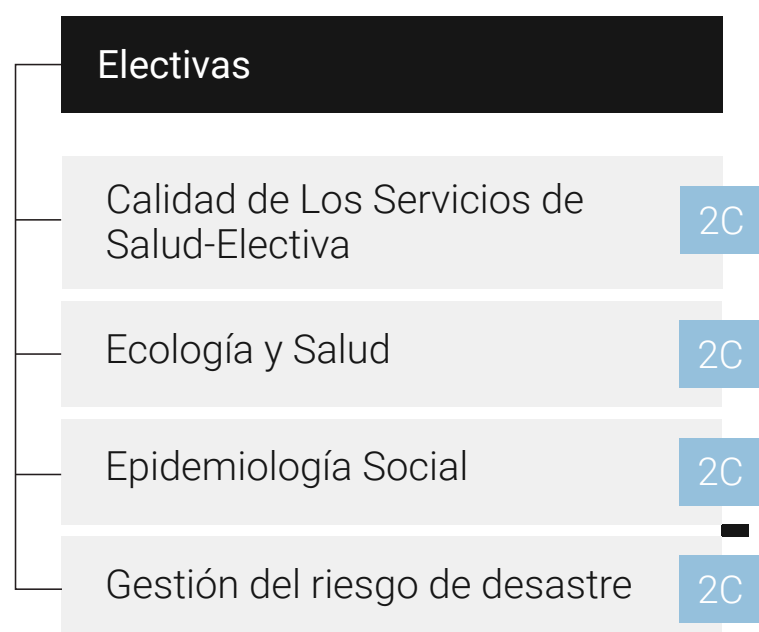 Electivas
Calidad de Los Servicios de
Salud-Electiva
2C
Ecología y Salud
2C
Epidemiología Social
2C
Gestión del riesgo de desastre
2C